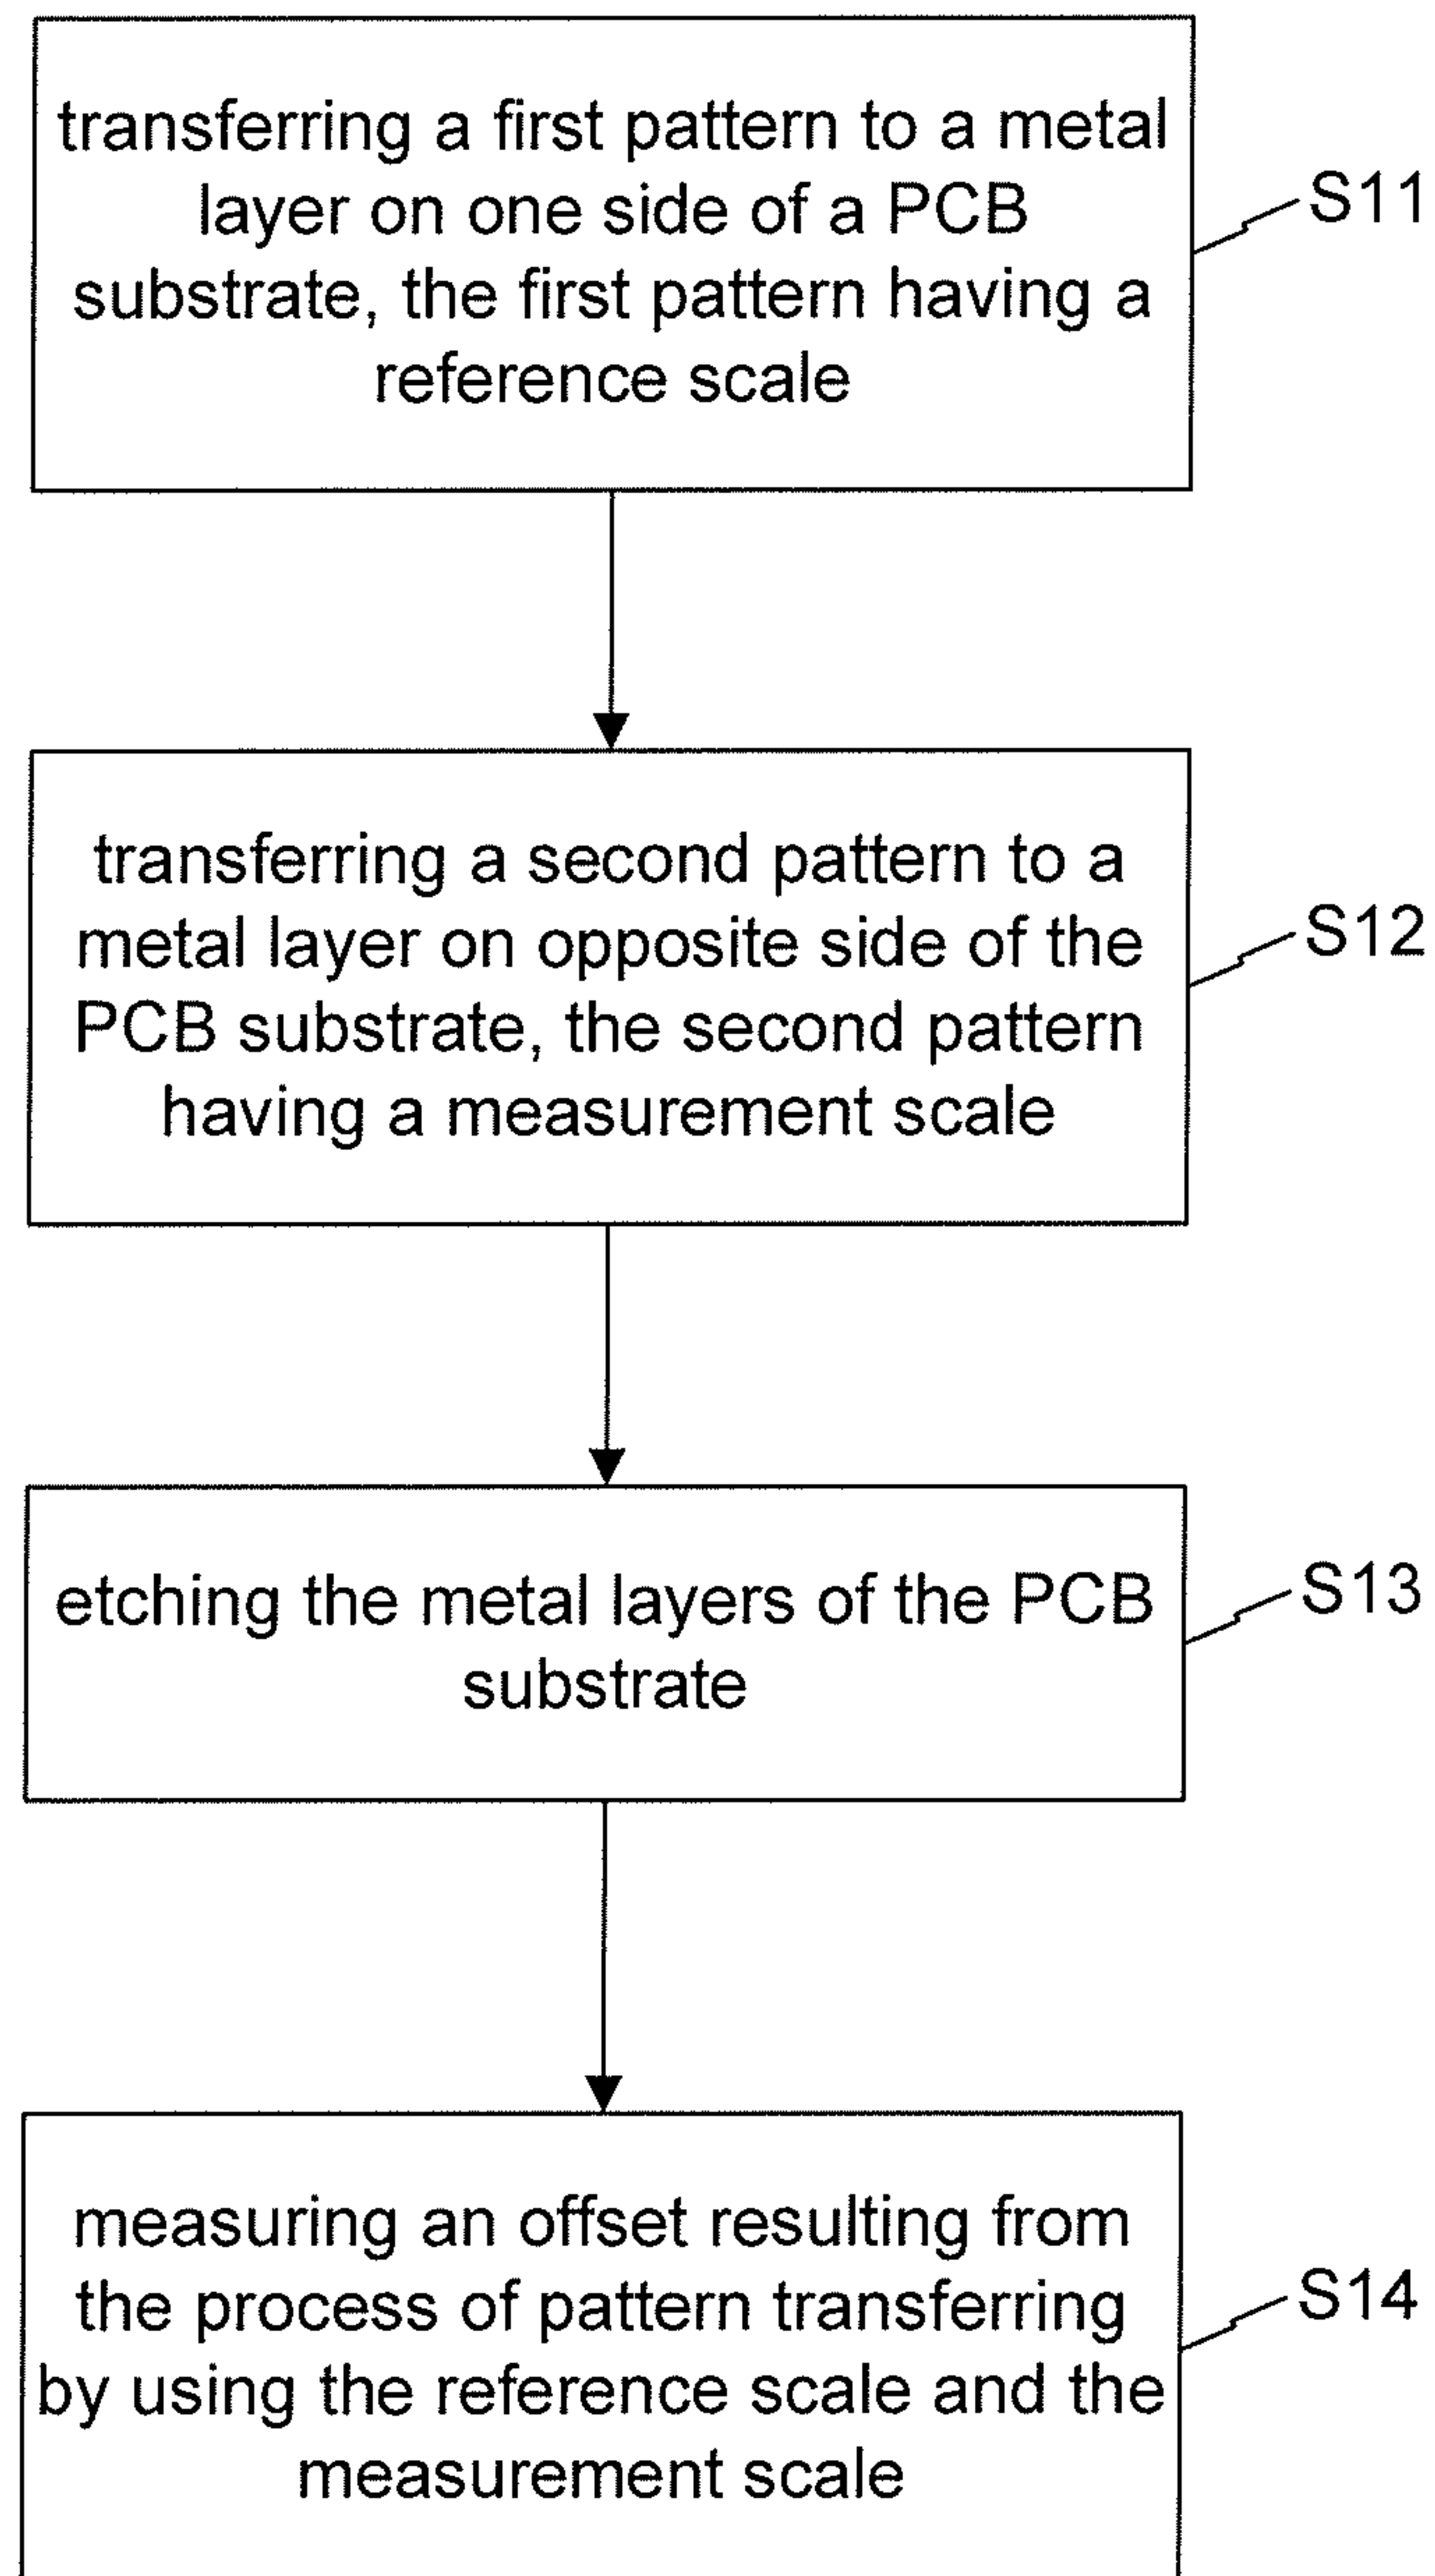 transferring a first pattern to a metal
layer on one side of a PCB
substrate, the first pattern having a
reference scale
S11
transferring a second pattern to a
metal layer on opposite side of the
PCB substrate, the second pattern
having a measurement scale
S12
etching the metal layers of the PCB
substrate
S13
measuring an offset resulting from
the process of pattern transferring
by using the reference scale and the
measurement scale
S14